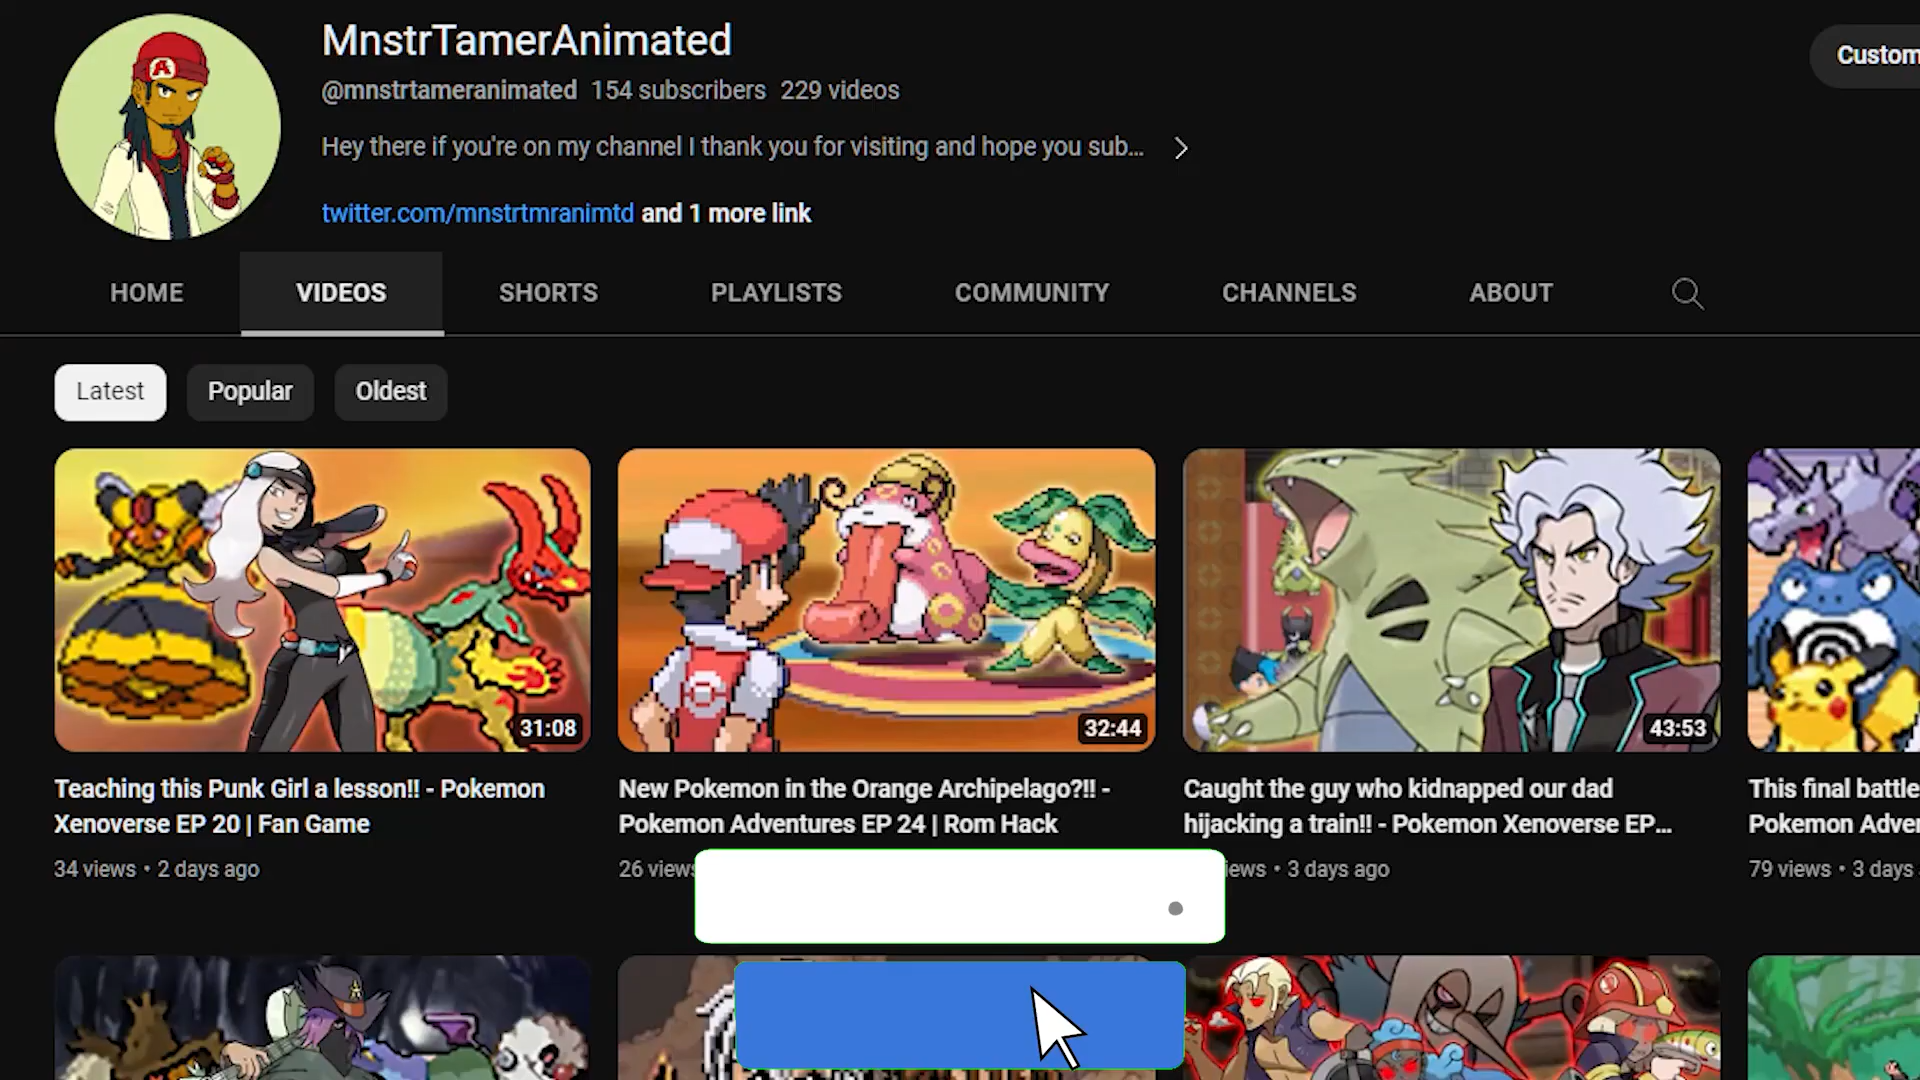 MnstrTamerAnimated
@mnstrtameranimated 154 subscribers 229 videos
Custom
Hey there if you're on my channel I thank you for visiting and hope you sub...
twitter.com/mnstrtmranimtd and 1 more link
HOME VIDEOS SHORTS PLAYLISTS COMMUNITY CHANNELS ABOUT
Latest Popular Oldest
31:08 32:44 43:53
Teaching this Punk Girl a lesson!! - Pokemon
Xenoverse EP 20 | Fan Game
34 views • 2 days ago
New Pokemon in the Orange Archipelago?!! -
Pokemon Adventures EP 24 | Rom Hack
26 views
Caught the guy who kidnapped our dad
hijacking a train!! - Pokemon Xenoverse EP...
iews • 3 days ago
This final battle
Pokemon Adven
79 views • 3 days